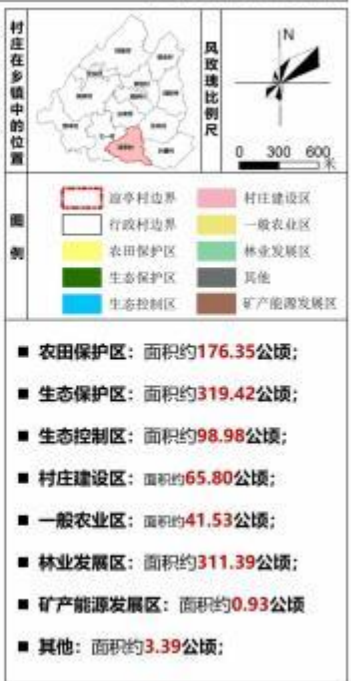 村庄在乡镇中的位置
风玫瑰比例尺
N
0 300 600
米
图例
凉亭村边界
村庄建设区
行政村边界
一般农业区
农田保护区
林业发展区
生态保护区
其他
生态控制区
矿产能源发展区
■ 农田保护区：面积约176.35公顷；
■ 生态保护区：面积约319.42公顷；
■ 生态控制区：面积约98.98公顷；
■ 村庄建设区：面积约65.80公顷；
■ 一般农业区：面积约41.53公顷；
■ 林业发展区：面积约311.39公顷；
■ 矿产能源发展区：面积约0.93公顷
■ 其他：面积约3.39公顷；